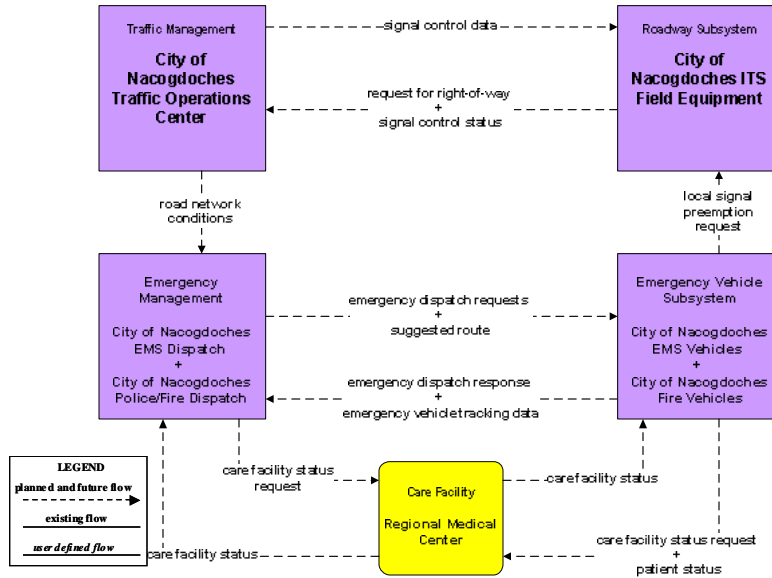 Traffic Management
City of
Nacogdoches
Traffic Operations
Center
signal control data
request for right-of-way
+
signal control status
Roadway Subsystem
City of
Nacogdoches ITS
Field Equipment
road network
conditions
local signal
preemption
request
Emergency
Management
City of Nacogdoches
EMS Dispatch
+
City of Nacogdoches
Police/Fire Dispatch
emergency dispatch requests
+
suggested route
emergency dispatch response
+
emergency vehicle tracking data
Emergency Vehicle
Subsystem
City of Nacogdoches
EMS Vehicles
+
City of Nacogdoches
Fire Vehicles
LEGEND
planned and future flow
existing flow
user defined flow
care facility status
request
Care Facility
Regional Medical
Center
care facility status
care facility status
care facility status request
+
patient status